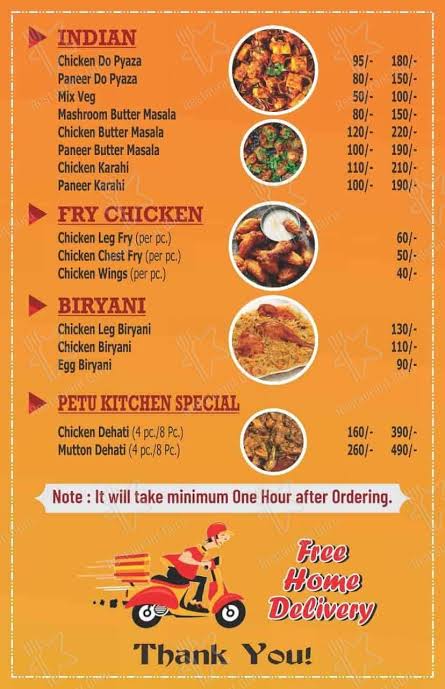 INDIAN
Chicken Do Pyaza 95/- 180/-
Paneer Do Pyaza 80/- 150/-
Mix Veg 50/- 100/-
Mashroom Butter Masala 80/- 150/-
Chicken Butter Masala 120/- 220/-
Paneer Butter Masala 100/- 190/-
Chicken Karahi 110/- 210/-
Paneer Karahi 100/- 190/-
FRY CHICKEN
Chicken Leg Fry (per pc.) 60/-
Chicken Chest Fry (per pc.) 50/-
Chicken Wings (per pc.) 40/-
BIRYANI
Chicken Leg Biryani 130/-
Chicken Biryani 110/-
Egg Biryani 90/-
PETU KITCHEN SPECIAL
Chicken Dehati (4 pc./8 Pc.) 160/- 390/-
Mutton Dehati (4 pc./8 Pc.) 260/- 490/-
Note : It will take minimum One Hour after Ordering.
Free
Home
Delivery
Thank You!